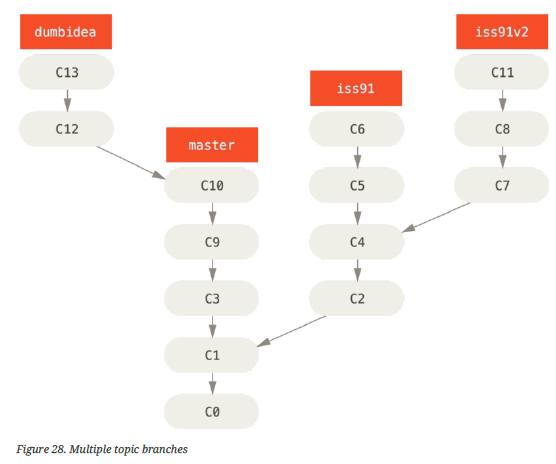 dumbidea
iss91v2
C13
C11
iss91
C12
C6
C8
master
C10
C5
C7
C9
C4
C3
C2
C1
C0
Figure 28. Multiple topic branches